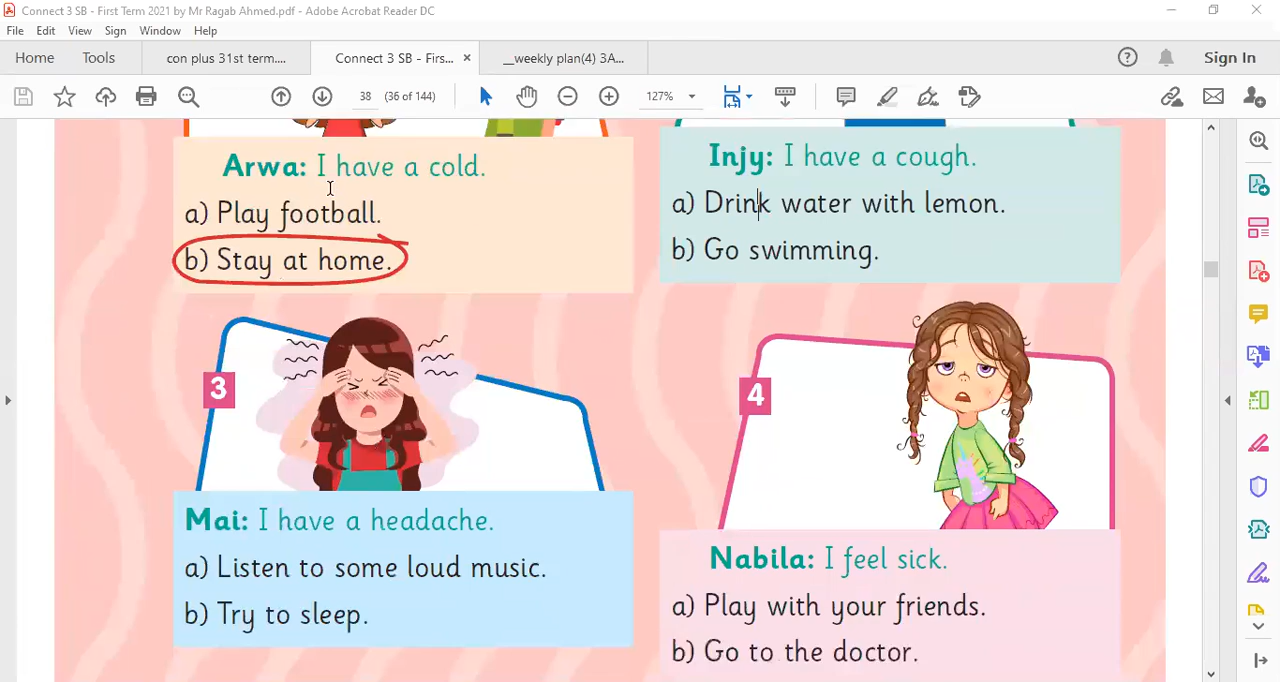 Connect 3 SB - First Term 2021 by Mr Ragab Ahmed.pdf - Adobe Acrobat Reader DC
File Edit View Sign Window Help
Home Tools con plus 31st term.... Connect 3 SB - Firs... × __weekly plan(4) 3A... Sign In
38 (36 of 144) 127%
Arwa: I have a cold.
a) Play football.
b) Stay at home.
Injy: I have a cough.
a) Drink water with lemon.
b) Go swimming.
3
Mai: I have a headache.
a) Listen to some loud music.
b) Try to sleep.
4
Nabila: I feel sick.
a) Play with your friends.
b) Go to the doctor.